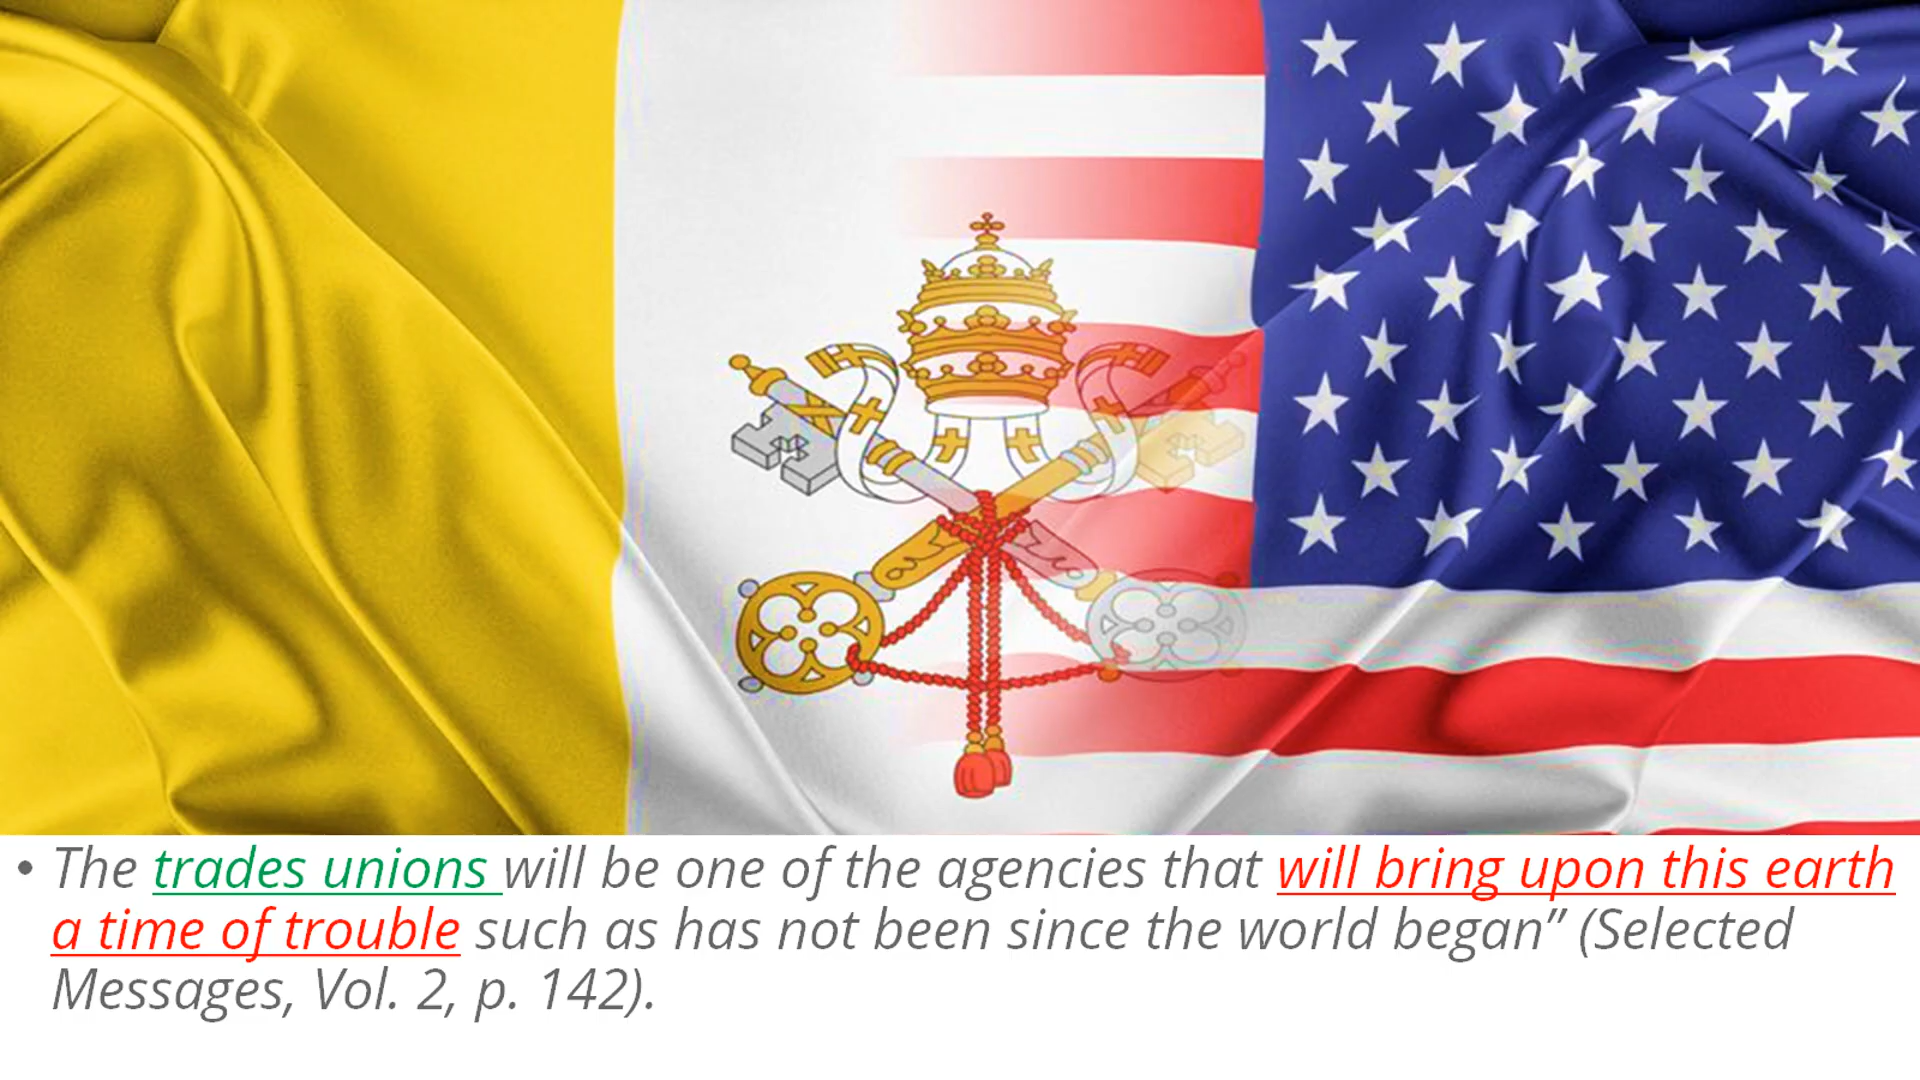 • The trades unions will be one of the agencies that will bring upon this earth
a time of trouble such as has not been since the world began” (Selected
Messages, Vol. 2, p. 142).